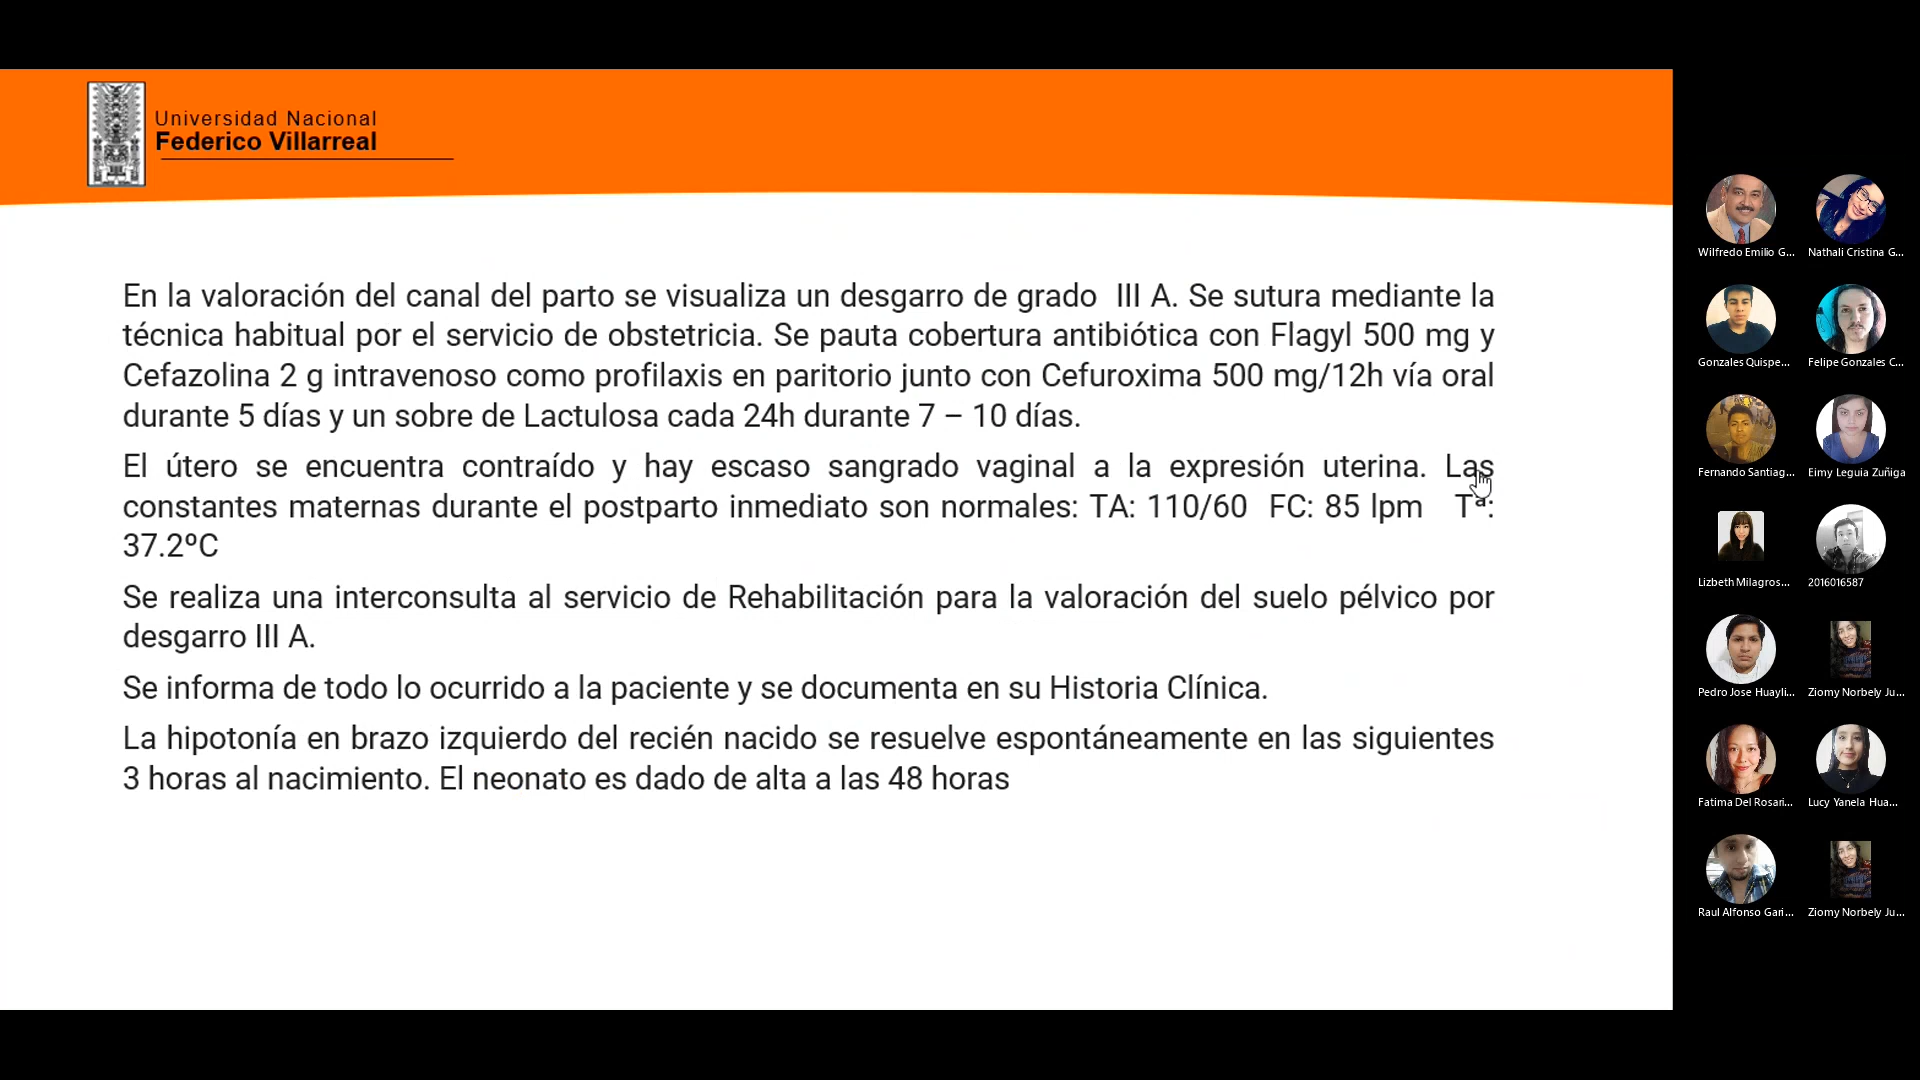 Universidad Nacional
Federico Villarreal
En la valoración del canal del parto se visualiza un desgarro de grado III A. Se sutura mediante la
técnica habitual por el servicio de obstetricia. Se pauta cobertura antibiótica con Flagyl 500 mg y
Cefazolina 2 g intravenoso como profilaxis en paritorio junto con Cefuroxima 500 mg/12h vía oral
durante 5 días y un sobre de Lactulosa cada 24h durante 7 – 10 días.
El útero se encuentra contraído y hay escaso sangrado vaginal a la expresión uterina. Las
constantes maternas durante el postparto inmediato son normales: TA: 110/60 FC: 85 lpm Tª:
37.2ºC
Se realiza una interconsulta al servicio de Rehabilitación para la valoración del suelo pélvico por
desgarro III A.
Se informa de todo lo ocurrido a la paciente y se documenta en su Historia Clínica.
La hipotonía en brazo izquierdo del recién nacido se resuelve espontáneamente en las siguientes
3 horas al nacimiento. El neonato es dado de alta a las 48 horas
Wilfredo Emilio G...
Nathali Cristina G...
Gonzales Quispe...
Felipe Gonzales C...
Fernando Santiag...
Eimy Leguia Zuñiga
Lizbeth Milagros...
2016016587
Pedro Jose Huayli...
Ziomy Norbely Ju...
Fatima Del Rosari...
Lucy Yanela Hua...
Raul Alfonso Gari...
Ziomy Norbely Ju...